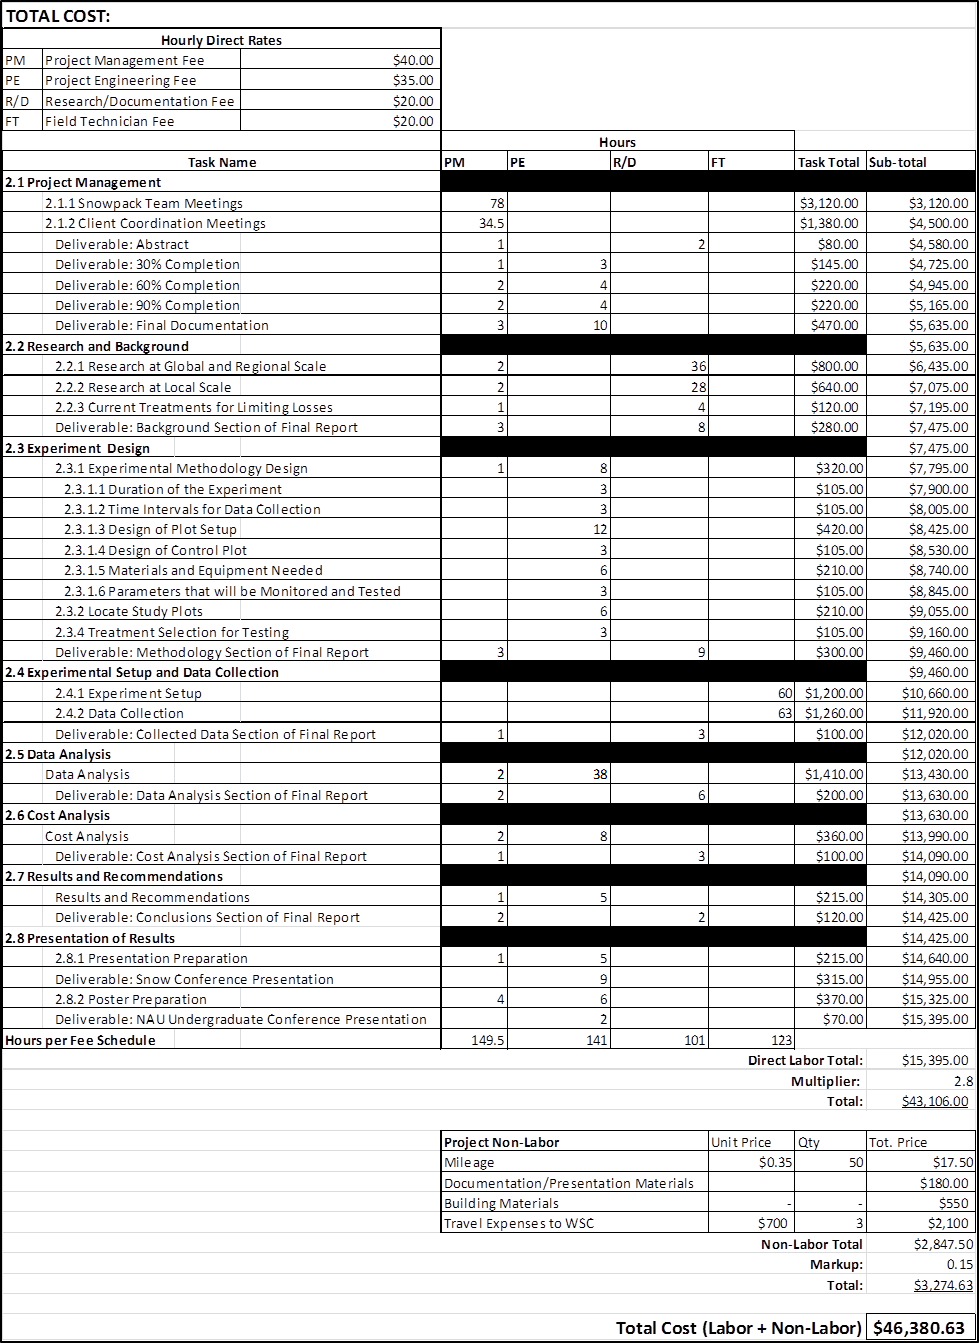 TOTAL COST:
Hourly Direct Rates
PM Project Management Fee $40.00
PE Project Engineering Fee $35.00
R/D Research/Documentation Fee $20.00
FT Field Technician Fee $20.00
Hours
Task Name PM PE R/D FT Task Total Sub-total
2.1 Project Management
2.1.1 Snowpack Team Meetings 78 $3,120.00 $3,120.00
2.1.2 Client Coordination Meetings 34.5 $1,380.00 $4,500.00
Deliverable: Abstract 1 2 $80.00 $4,580.00
Deliverable: 30% Completion 1 3 $145.00 $4,725.00
Deliverable: 60% Completion 2 4 $220.00 $4,945.00
Deliverable: 90% Completion 2 4 $220.00 $5,165.00
Deliverable: Final Documentation 3 10 $470.00 $5,635.00
2.2 Research and Background $5,635.00
2.2.1 Research at Global and Regional Scale 2 36 $800.00 $6,435.00
2.2.2 Research at Local Scale 2 28 $640.00 $7,075.00
2.2.3 Current Treatments for Limiting Losses 1 4 $120.00 $7,195.00
Deliverable: Background Section of Final Report 3 8 $280.00 $7,475.00
2.3 Experiment Design $7,475.00
2.3.1 Experimental Methodology Design 1 8 $320.00 $7,795.00
2.3.1.1 Duration of the Experiment 3 $105.00 $7,900.00
2.3.1.2 Time Intervals for Data Collection 3 $105.00 $8,005.00
2.3.1.3 Design of Plot Setup 12 $420.00 $8,425.00
2.3.1.4 Design of Control Plot 3 $105.00 $8,530.00
2.3.1.5 Materials and Equipment Needed 6 $210.00 $8,740.00
2.3.1.6 Parameters that will be Monitored and Tested 3 $105.00 $8,845.00
2.3.2 Locate Study Plots 6 $210.00 $9,055.00
2.3.4 Treatment Selection for Testing 3 $105.00 $9,160.00
Deliverable: Methodology Section of Final Report 3 9 $300.00 $9,460.00
2.4 Experimental Setup and Data Collection $9,460.00
2.4.1 Experiment Setup 60 $1,200.00 $10,660.00
2.4.2 Data Collection 63 $1,260.00 $11,920.00
Deliverable: Collected Data Section of Final Report 1 3 $100.00 $12,020.00
2.5 Data Analysis $12,020.00
Data Analysis 2 38 $1,410.00 $13,430.00
Deliverable: Data Analysis Section of Final Report 2 6 $200.00 $13,630.00
2.6 Cost Analysis $13,630.00
Cost Analysis 2 8 $360.00 $13,990.00
Deliverable: Cost Analysis Section of Final Report 1 3 $100.00 $14,090.00
2.7 Results and Recommendations $14,090.00
Results and Recommendations 1 5 $215.00 $14,305.00
Deliverable: Conclusions Section of Final Report 2 2 $120.00 $14,425.00
2.8 Presentation of Results $14,425.00
2.8.1 Presentation Preparation 1 5 $215.00 $14,640.00
Deliverable: Snow Conference Presentation 9 $315.00 $14,955.00
2.8.2 Poster Preparation 4 6 $370.00 $15,325.00
Deliverable: NAU Undergraduate Conference Presentation 2 $70.00 $15,395.00
Hours per Fee Schedule 149.5 141 101 123
Direct Labor Total: $15,395.00
Multiplier: 2.8
Total: $43,106.00
Project Non-Labor Unit Price Qty Tot. Price
Mileage $0.35 50 $17.50
Documentation/Presentation Materials $180.00
Building Materials - - $550
Travel Expenses to WSC $700 3 $2,100
Non-Labor Total $2,847.50
Markup: 0.15
Total: $3,274.63
Total Cost (Labor + Non-Labor) $46,380.63